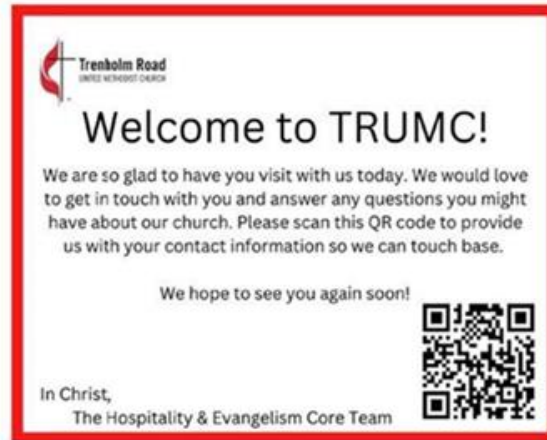 Trenholm Road
UNITED METHODIST CHURCH
Welcome to TRUMC!
We are so glad to have you visit with us today. We would love
to get in touch with you and answer any questions you might
have about our church. Please scan this QR code to provide
us with your contact information so we can touch base.
We hope to see you again soon!
In Christ,
The Hospitality & Evangelism Core Team